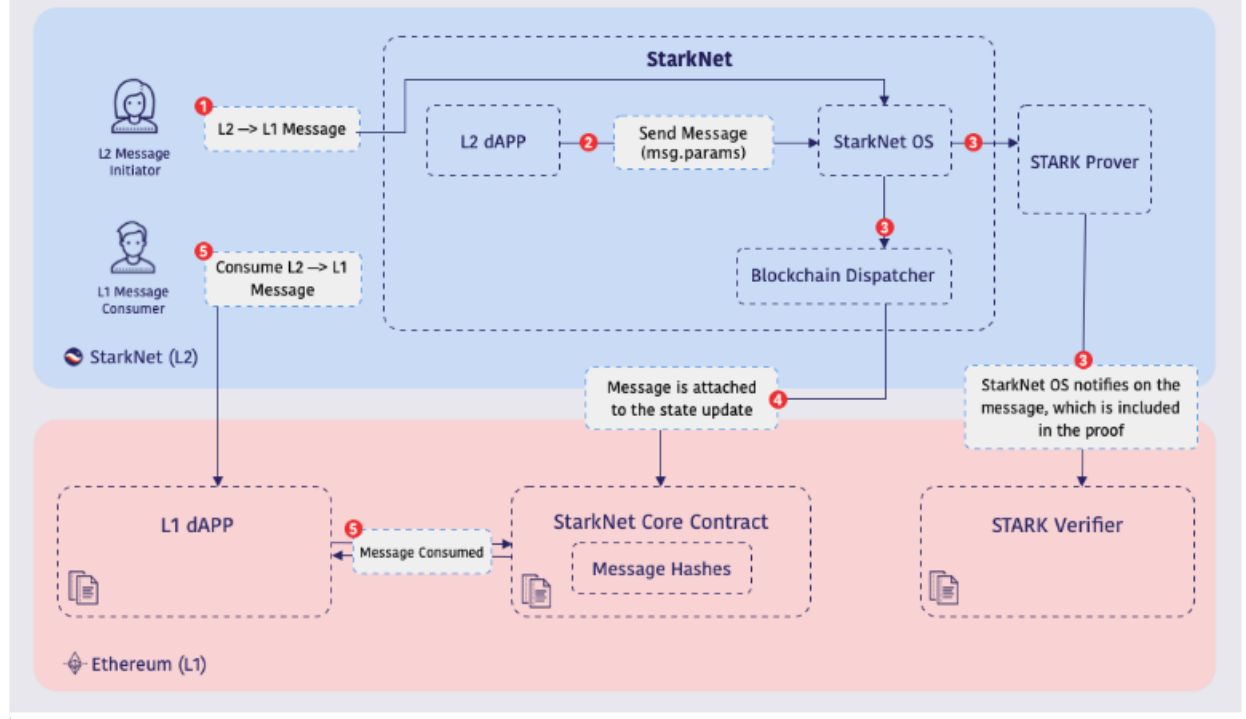 StarkNet
1
L2 —> L1 Message
L2 Message
Initiator
L2 dAPP
2
Send Message
(msg.params)
StarkNet OS
3
STARK Prover
5
Consume L2 —> L1
Message
L1 Message
Consumer
3
Blockchain Dispatcher
StarkNet (L2)
3
Message is attached
to the state update
4
StarkNet OS notifies on the
message, which is included
in the proof
L1 dAPP
5
Message Consumed
StarkNet Core Contract
Message Hashes
STARK Verifier
Ethereum (L1)